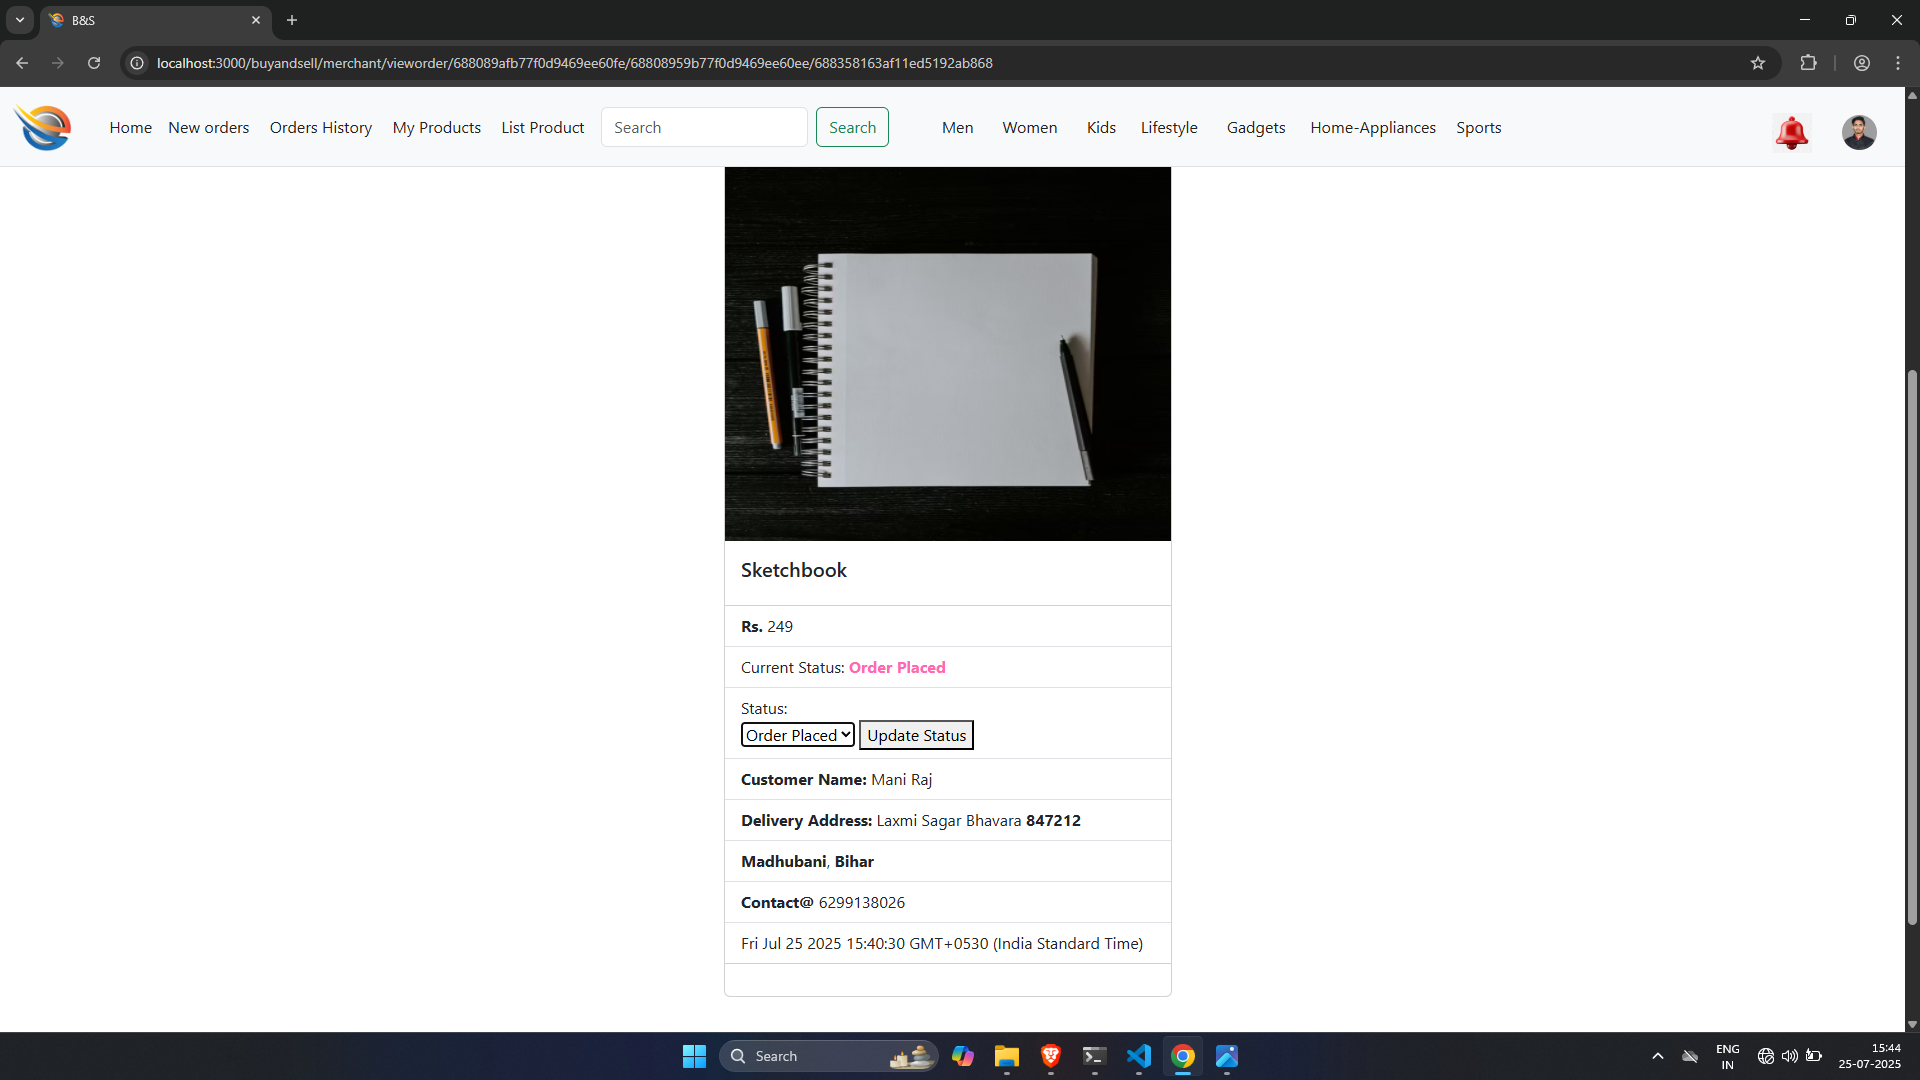 B&S
localhost:3000/buyandsell/merchant/vieworder/688089afb77f0d9469ee60fe/68808959b77f0d9469ee60ee/688358163af11ed5192ab868
Home New orders Orders History My Products List Product Search Search Men Women Kids Lifestyle Gadgets Home-Appliances Sports
Sketchbook
Rs. 249
Current Status: Order Placed
Status:
Order Placed Update Status
Customer Name: Mani Raj
Delivery Address: Laxmi Sagar Bhavara 847212
Madhubani, Bihar
Contact@ 6299138026
Fri Jul 25 2025 15:40:30 GMT+0530 (India Standard Time)
Search
ENG
IN
15:44
25-07-2025